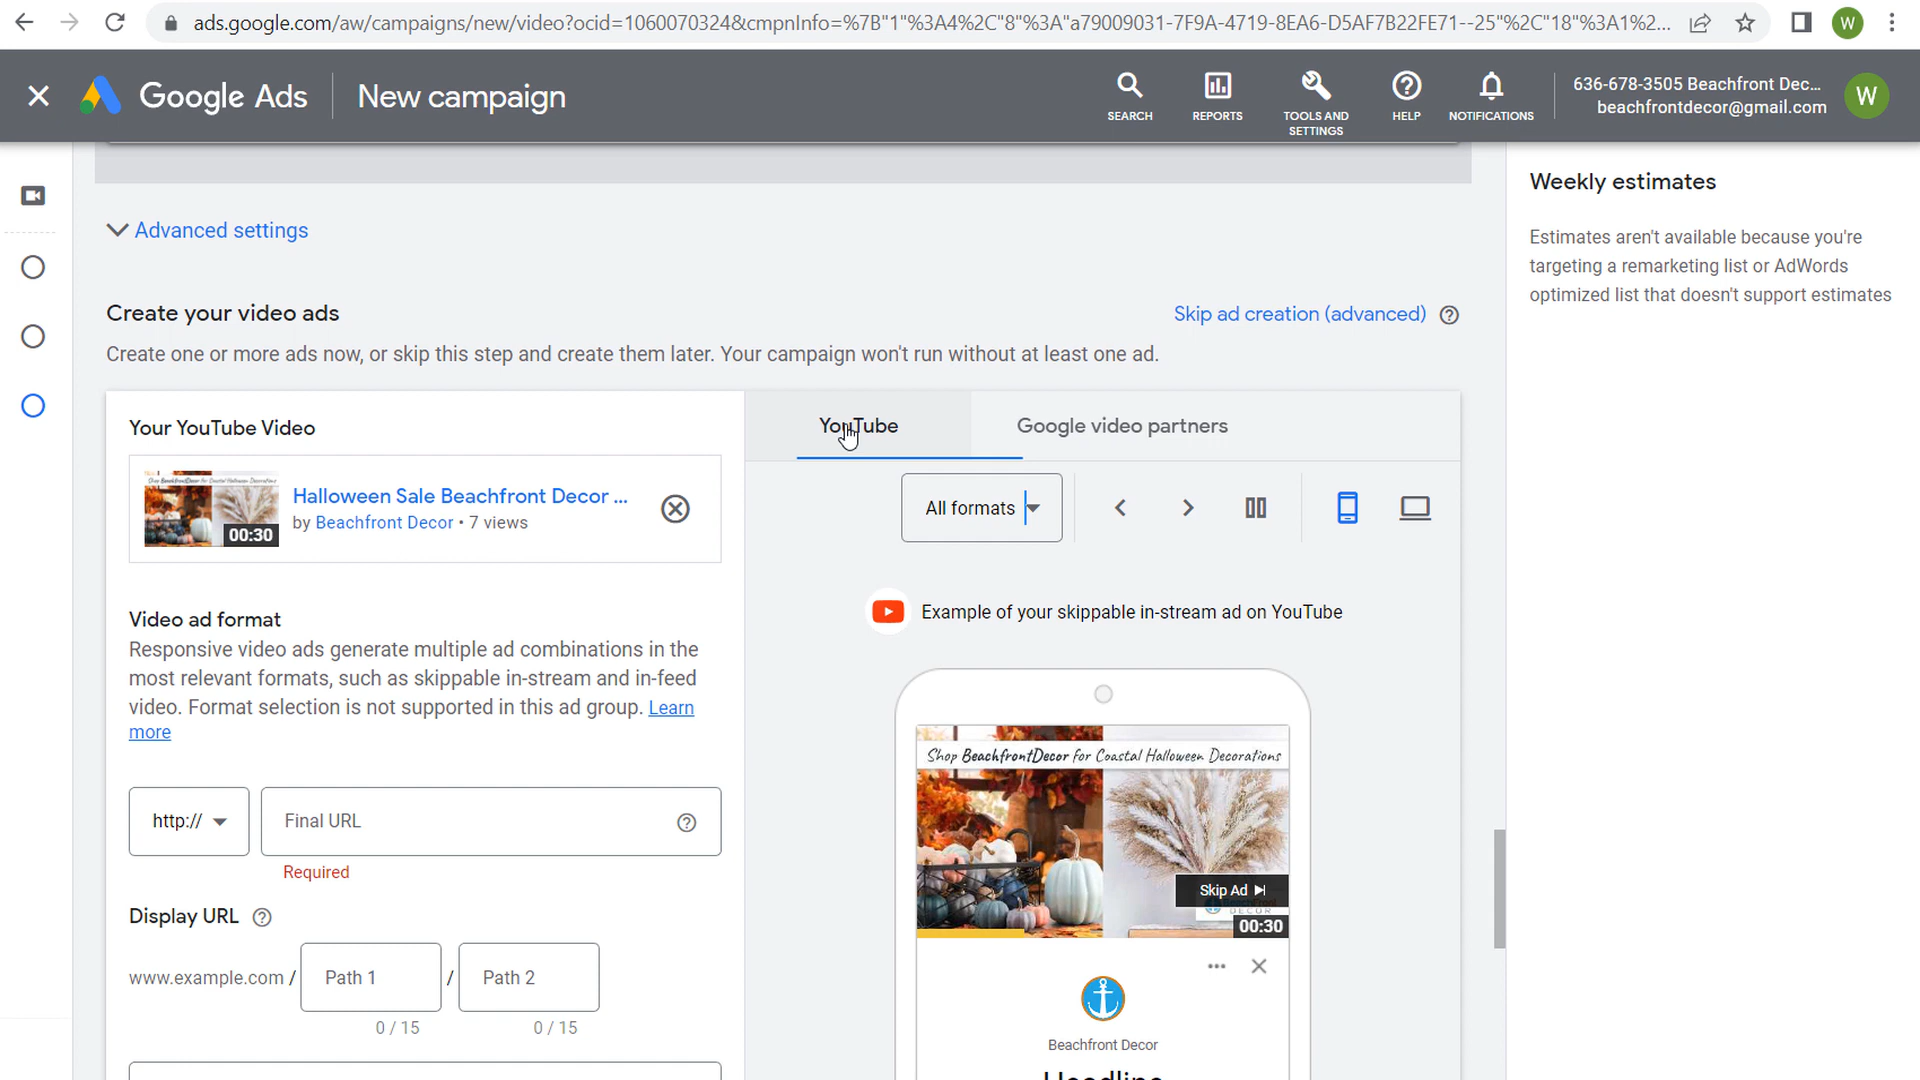 ads.google.com/aw/campaigns/new/video?ocid=1060070324&cmpnInfo=%7B"1"%3A4%2C"8"%3A"a79009031-7F9A-4719-8EA6-D5AF7B22FE71--25"%2C"18"%3A1%2...
W
Google Ads
New campaign
SEARCH
REPORTS
TOOLS AND
SETTINGS
HELP
NOTIFICATIONS
636-678-3505 Beachfront Dec...
beachfrontdecor@gmail.com
W
Advanced settings
Create your video ads
Skip ad creation (advanced)
Create one or more ads now, or skip this step and create them later. Your campaign won't run without at least one ad.
Your YouTube Video
Shop BeachfrontDecor for Coastal Halloween Decorations
00:30
Halloween Sale Beachfront Decor ...
by Beachfront Decor • 7 views
Video ad format
Responsive video ads generate multiple ad combinations in the
most relevant formats, such as skippable in-stream and in-feed
video. Format selection is not supported in this ad group. Learn
more
http://
Final URL
Required
Display URL
www.example.com /
Path 1
/
Path 2
0 / 15
0 / 15
YouTube
Google video partners
All formats
Example of your skippable in-stream ad on YouTube
Shop BeachfrontDecor for Coastal Halloween Decorations
Skip Ad
DECOR
00:30
Beachfront Decor
Headline
Weekly estimates
Estimates aren't available because you're
targeting a remarketing list or AdWords
optimized list that doesn't support estimates